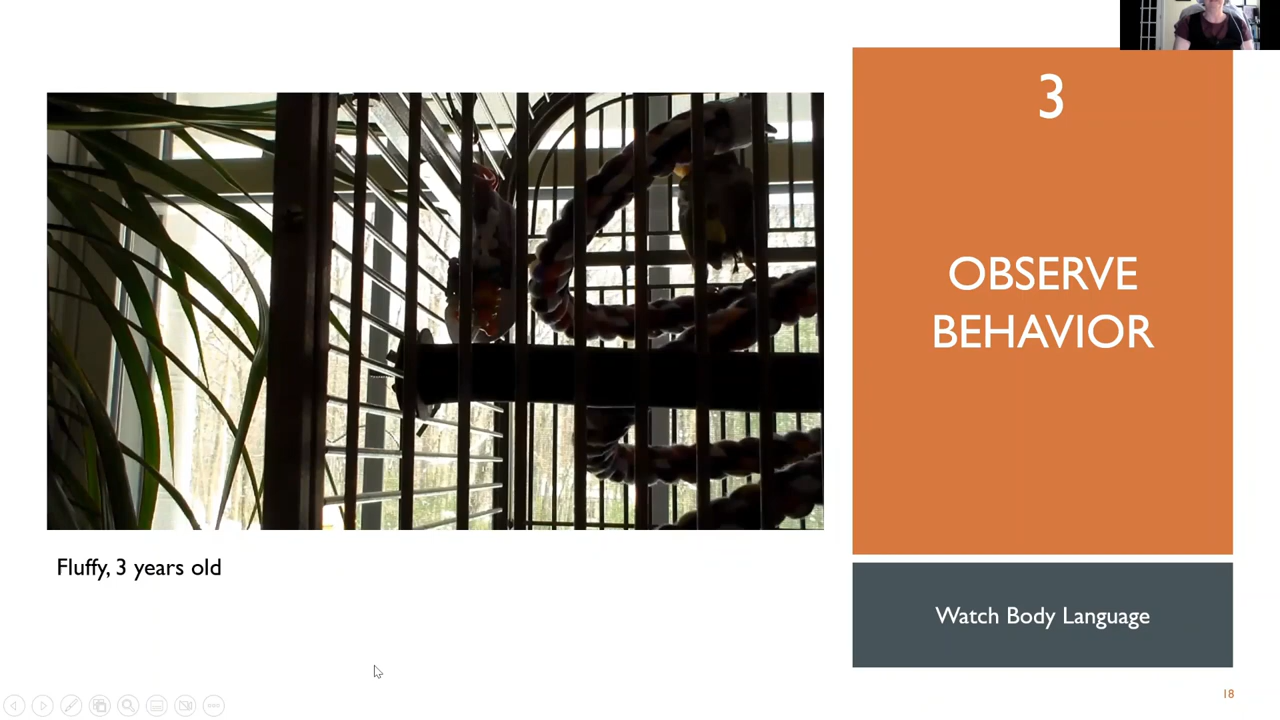 3
OBSERVE
BEHAVIOR
Fluffy, 3 years old
Watch Body Language
18